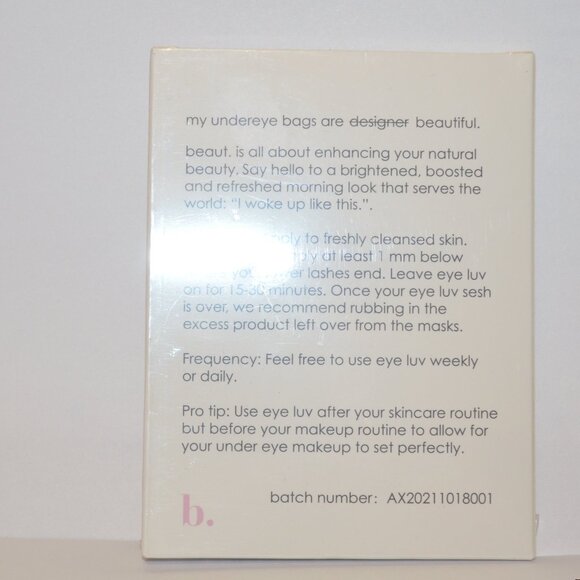 my undereye bags are designer beautiful.
beaut. is all about enhancing your natural
beauty. Say hello to a brightened, boosted
and refreshed morning look that serves the
world: “I woke up like this.”.
to freshly cleansed skin.
at least 1 mm below
lashes end. Leave eye luv
on for 15-30 minutes. Once your eye luv sesh
is over, we recommend rubbing in the
excess product left over from the masks.
Frequency: Feel free to use eye luv weekly
or daily.
Pro tip: Use eye luv after your skincare routine
but before your makeup routine to allow for
your under eye makeup to set perfectly.
b.
batch number: AX20211018001